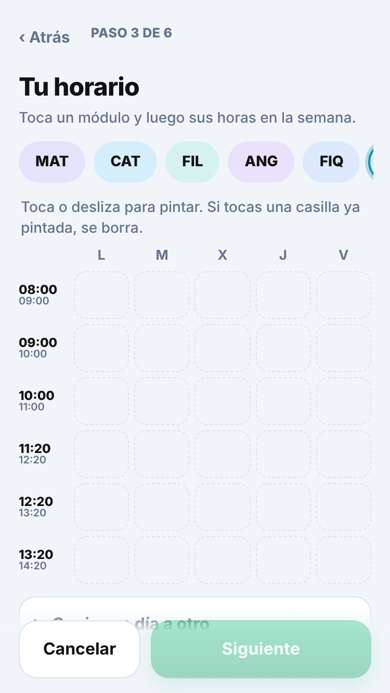 ‹ Atrás PASO 3 DE 6
Tu horario
Toca un módulo y luego sus horas en la semana.
MAT CAT FIL ANG FIQ
Toca o desliza para pintar. Si tocas una casilla ya
pintada, se borra.
L M X J V
08:00
09:00
09:00
10:00
10:00
11:00
11:20
12:20
12:20
13:20
13:20
14:20
día a otro
Cancelar Siguiente